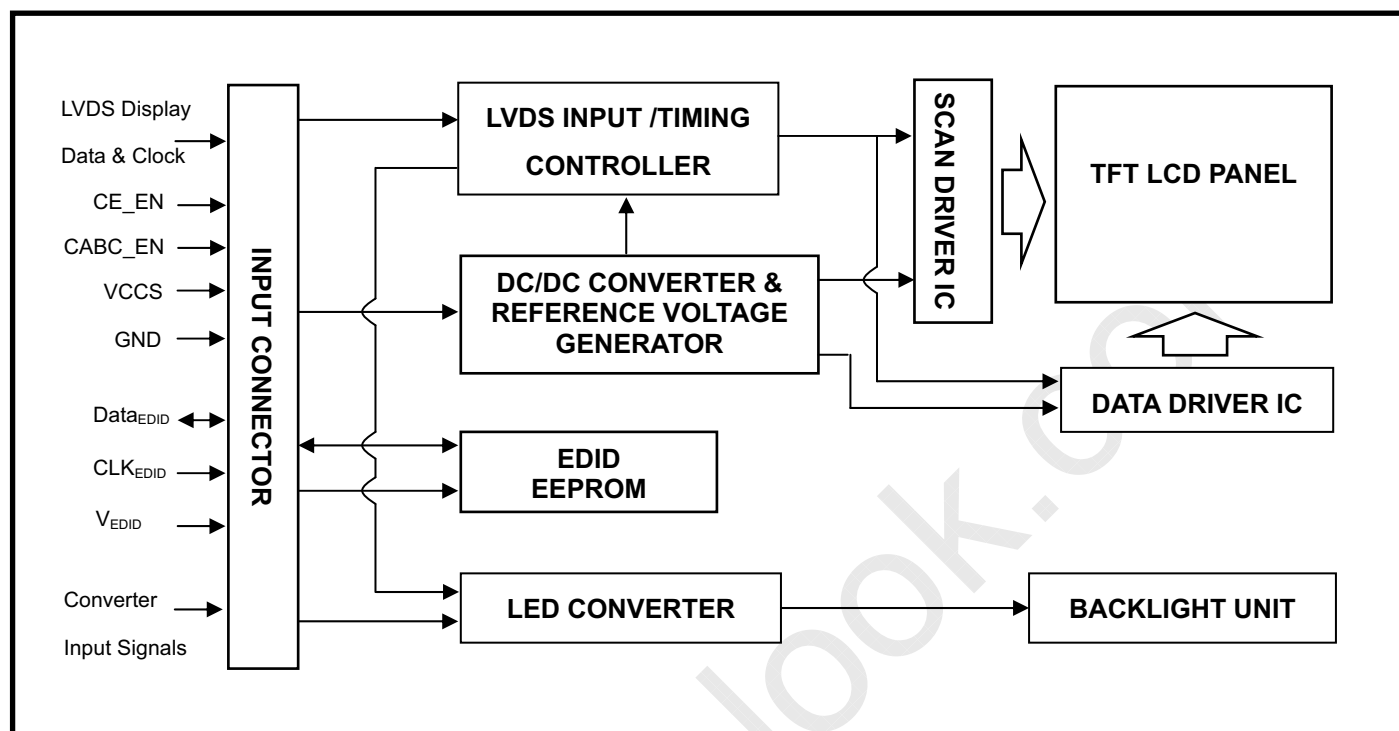 LVDS Display
Data & Clock
CE_EN
CABC_EN
VCCS
GND
DataEDID
CLKEDID
VEDID
Converter
Input Signals
INPUT CONNECTOR
LVDS INPUT /TIMING
CONTROLLER
DC/DC CONVERTER &
REFERENCE VOLTAGE
GENERATOR
EDID
EEPROM
LED CONVERTER
SCAN DRIVER IC
TFT LCD PANEL
DATA DRIVER IC
BACKLIGHT UNIT
look.c